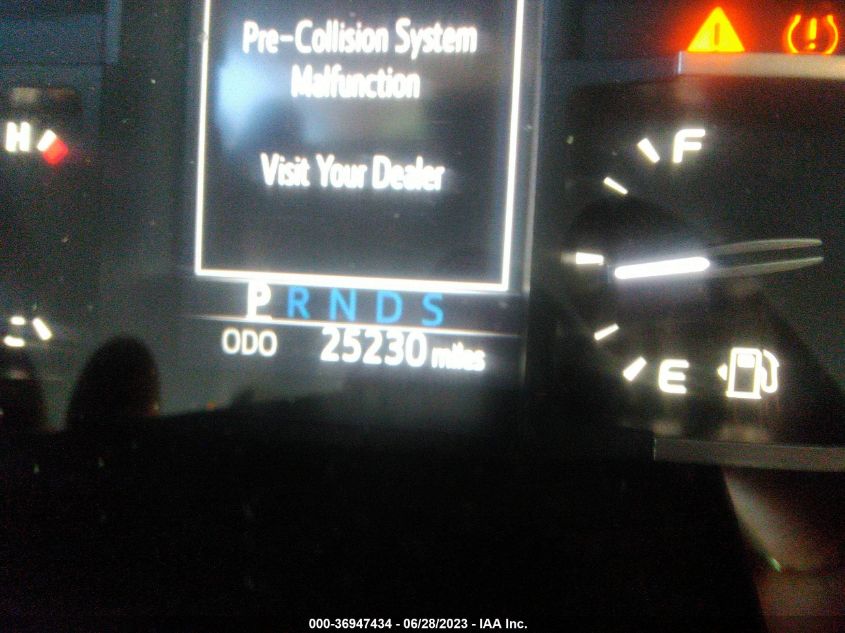 Pre-Collision System
Malfunction
Visit Your Dealer
H
F
P R N D S
ODO 25230 miles
C
E
000-36947434 - 06/28/2023 - IAA Inc.